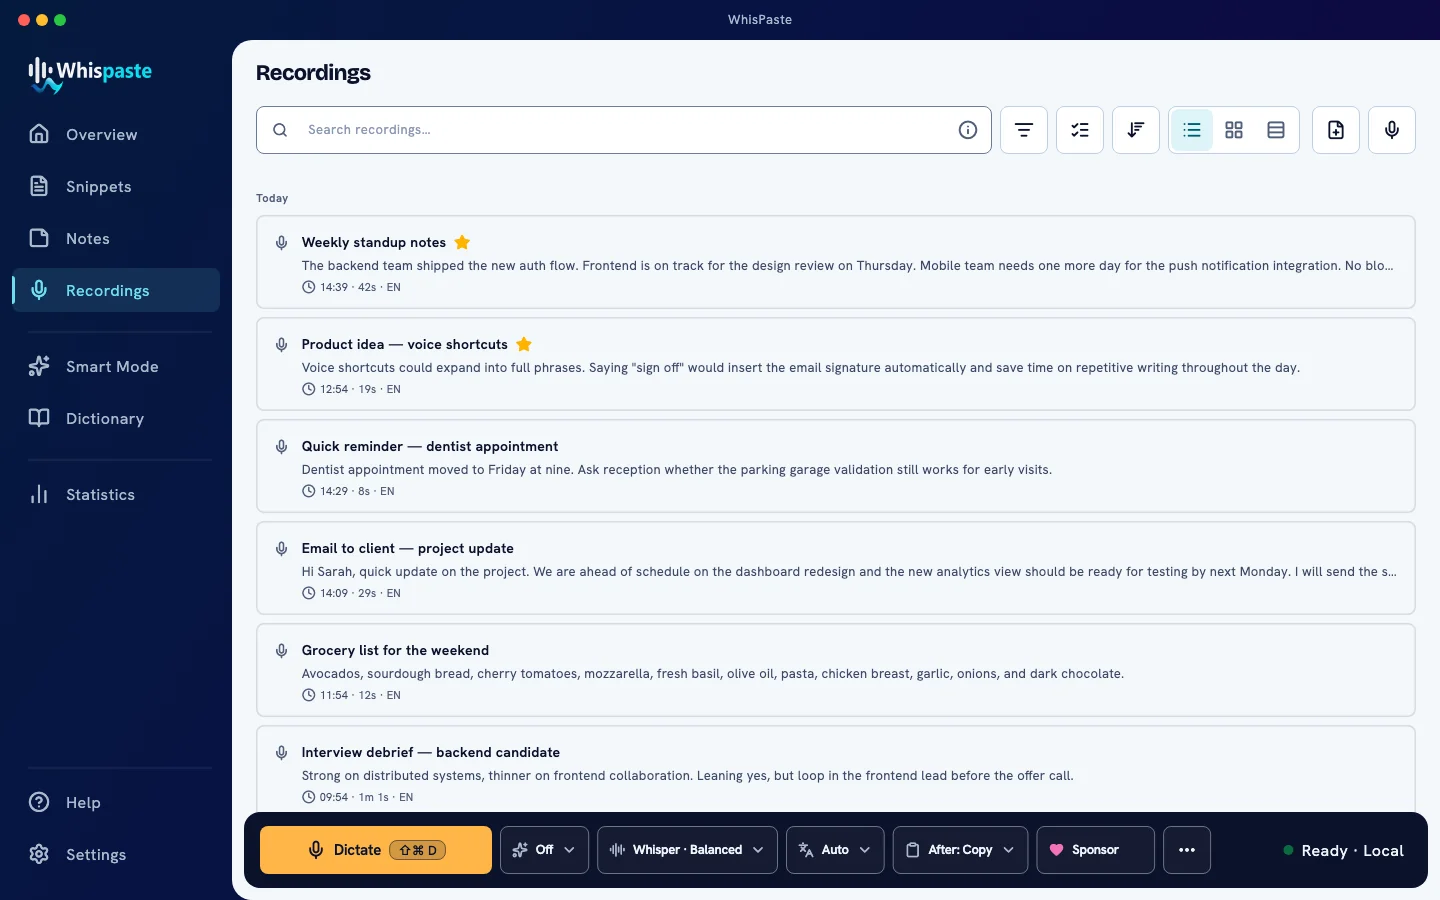 WhisPaste
Whispaste
Overview
Snippets
Notes
Recordings
Smart Mode
Dictionary
Statistics
Help
Settings
Recordings
Search recordings...
Today
Weekly standup notes
The backend team shipped the new auth flow. Frontend is on track for the design review on Thursday. Mobile team needs one more day for the push notification integration. No blo...
14:39 · 42s · EN
Product idea — voice shortcuts
Voice shortcuts could expand into full phrases. Saying "sign off" would insert the email signature automatically and save time on repetitive writing throughout the day.
12:54 · 19s · EN
Quick reminder — dentist appointment
Dentist appointment moved to Friday at nine. Ask reception whether the parking garage validation still works for early visits.
14:29 · 8s · EN
Email to client — project update
Hi Sarah, quick update on the project. We are ahead of schedule on the dashboard redesign and the new analytics view should be ready for testing by next Monday. I will send the s...
14:09 · 29s · EN
Grocery list for the weekend
Avocados, sourdough bread, cherry tomatoes, mozzarella, fresh basil, olive oil, pasta, chicken breast, garlic, onions, and dark chocolate.
11:54 · 12s · EN
Interview debrief — backend candidate
Strong on distributed systems, thinner on frontend collaboration. Leaning yes, but loop in the frontend lead before the offer call.
09:54 · 1m 1s · EN
Dictate ⇧⌘ D
Off
Whisper · Balanced
Auto
After: Copy
Sponsor
Ready · Local